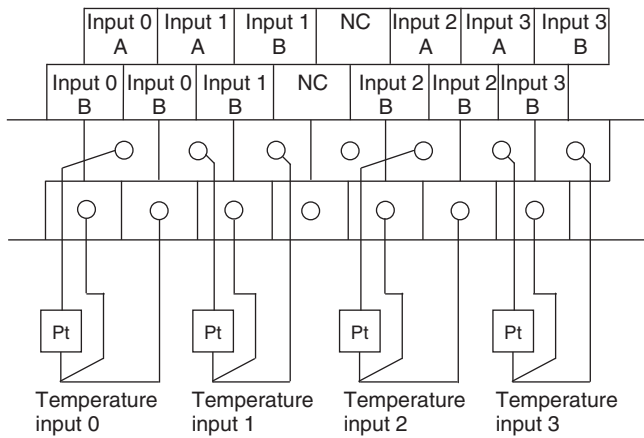 Input 0 Input 1 Input 1 NC Input 2 Input 3 Input 3
A A B A A B
Input 0 Input 0 Input 1 NC Input 2 Input 2 Input 3
B B B B B B
Pt Pt Pt Pt
Temperature Temperature Temperature Temperature
input 0 input 1 input 2 input 3